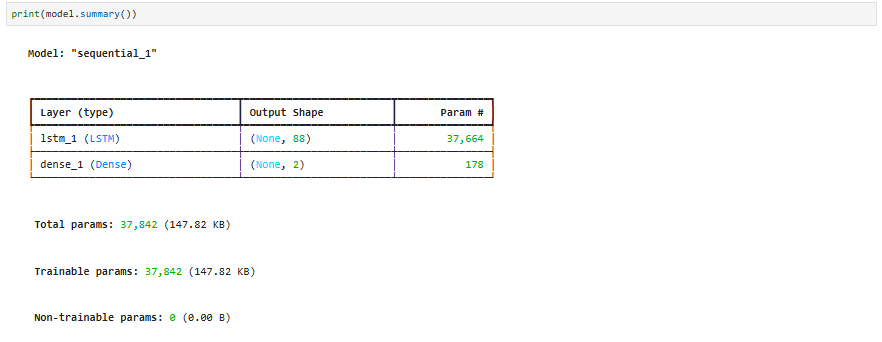 print(model.summary())
Model: "sequential_1"
Layer (type) Output Shape Param #
lstm_1 (LSTM) (None, 88) 37,664
dense_1 (Dense) (None, 2) 178
Total params: 37,842 (147.82 KB)
Trainable params: 37,842 (147.82 KB)
Non-trainable params: 0 (0.00 B)